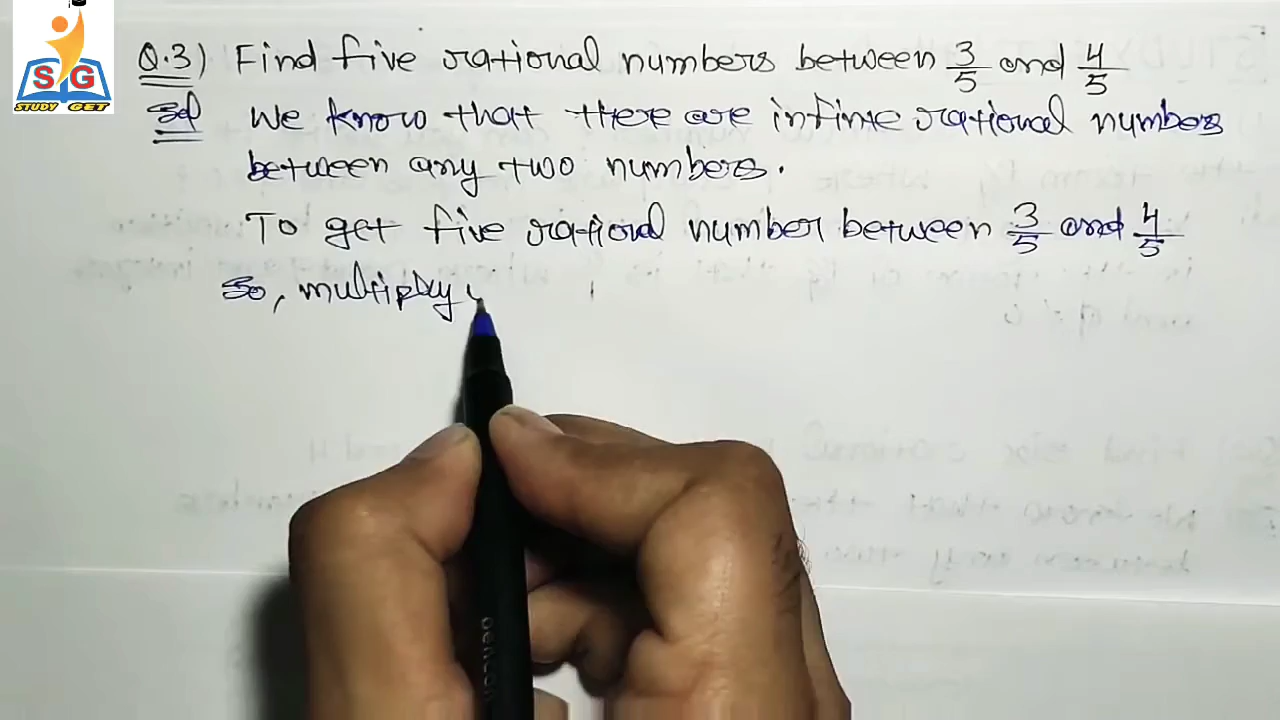 SG
STUDY GET
Q.3) Find five rational numbers between 3/5 and 4/5
Sol We know that there are infinie rational numbers
between any two numbers.
To get five rational number between 3/5 and 4/5
So, multiply